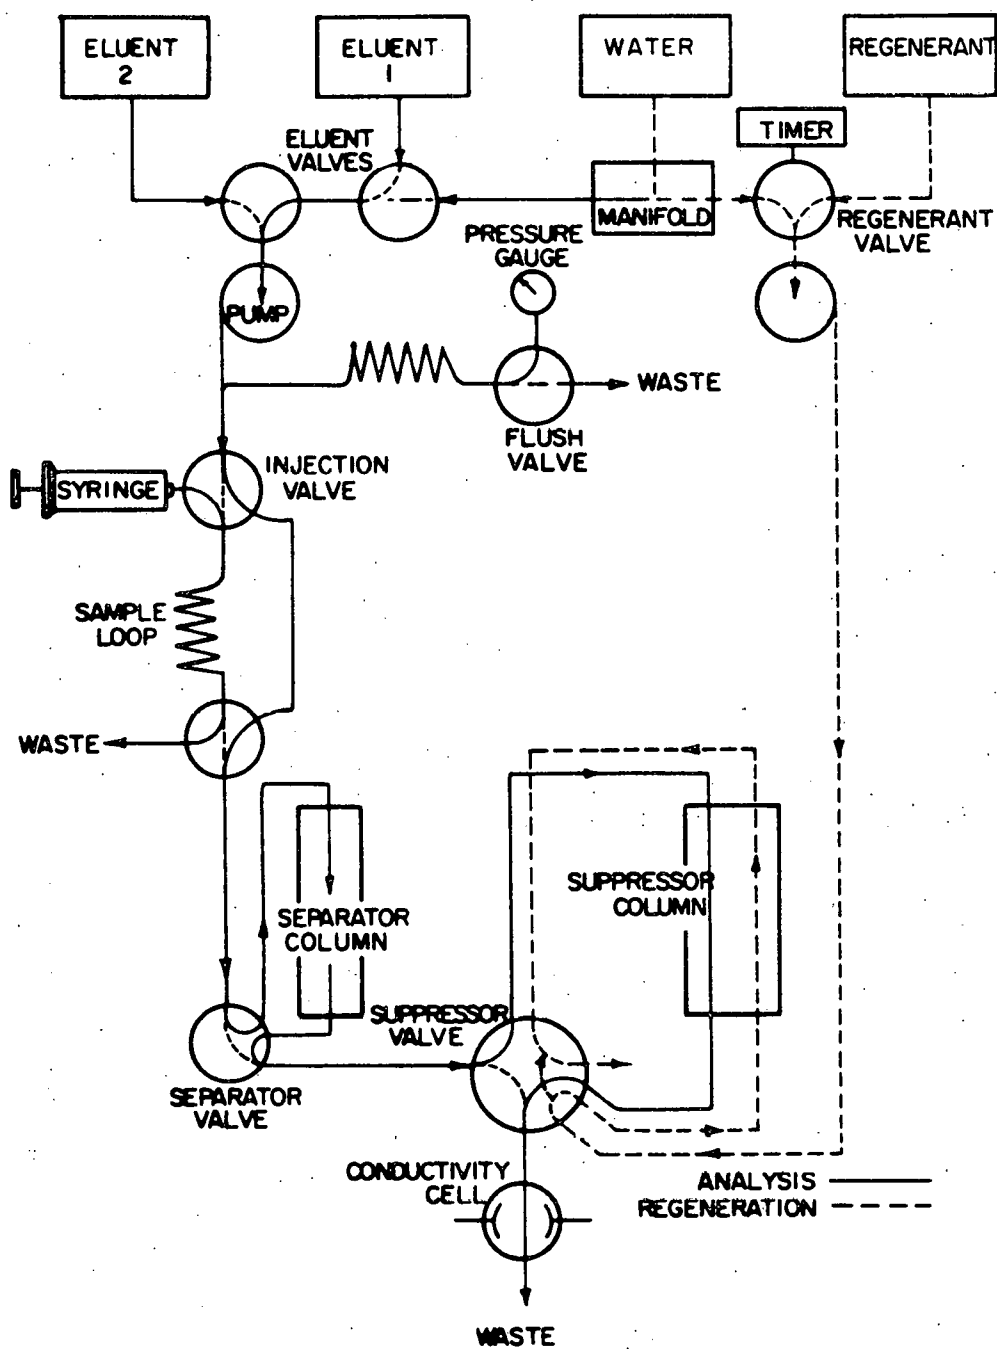 ELUENT
2
ELUENT
1
WATER
REGENERANT
TIMER
ELUENT
VALVES
MANIFOLD
REGENERANT
VALVE
PRESSURE
GAUGE
PUMP
WASTE
FLUSH
VALVE
INJECTION
VALVE
SYRINGE
SAMPLE
LOOP
WASTE
SEPARATOR
COLUMN
SUPPRESSOR
COLUMN
SUPPRESSOR
VALVE
SEPARATOR
VALVE
CONDUCTIVITY
CELL
ANALYSIS
REGENERATION
WASTE